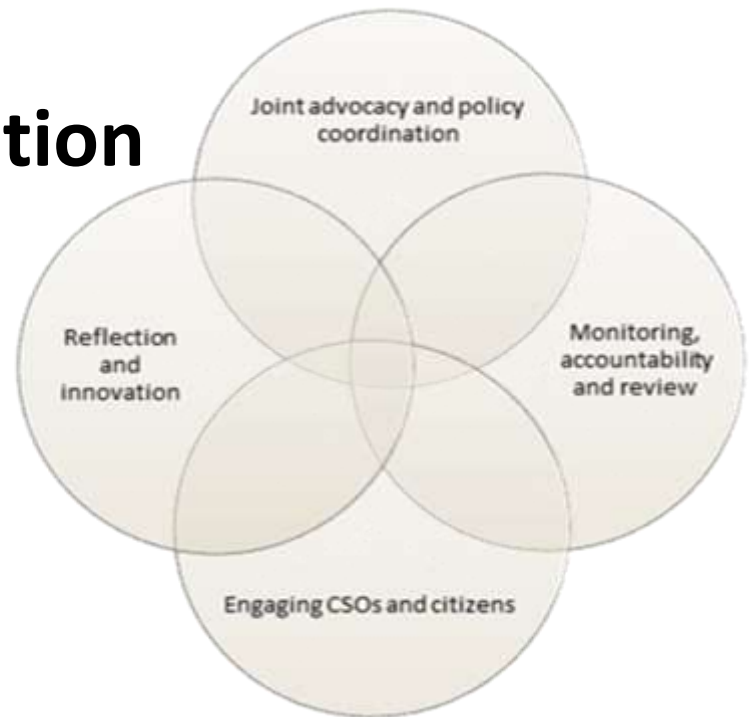 Joint advocacy and policy
coordination
tion
Reflection
and
innovation
Monitoring,
accountability
and review
Engaging CSOs and citizens